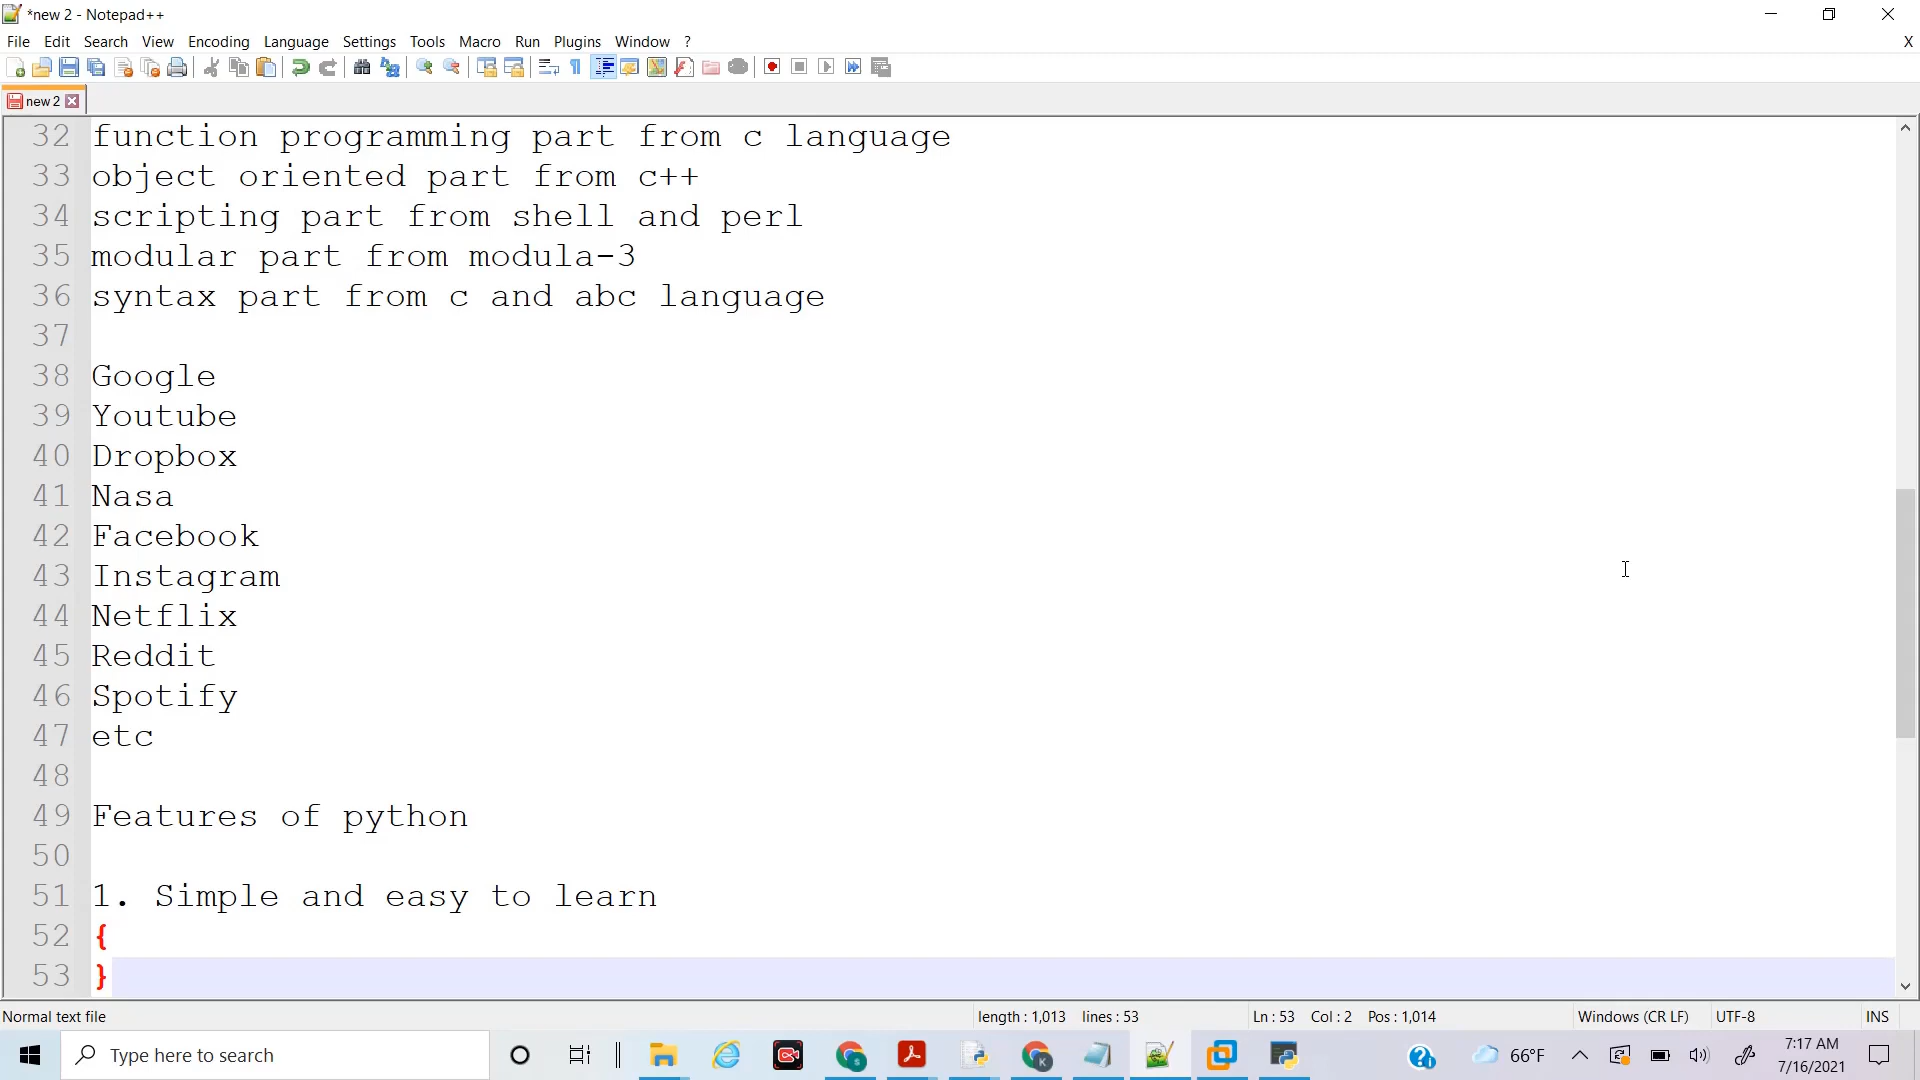 *new 2 - Notepad++
File Edit Search View Encoding Language Settings Tools Macro Run Plugins Window ? X
new 2
32 function programming part from c language
33 object oriented part from c++
34 scripting part from shell and perl
35 modular part from modula-3
36 syntax part from c and abc language
37
38 Google
39 Youtube
40 Dropbox
41 Nasa
42 Facebook
43 Instagram
44 Netflix
45 Reddit
46 Spotify
47 etc
48
49 Features of python
50
51 1. Simple and easy to learn
52 {
53 }
Normal text file length : 1,013 lines : 53 Ln : 53 Col : 2 Pos : 1,014 Windows (CR LF) UTF-8 INS
Type here to search 66°F 7:17 AM
7/16/2021